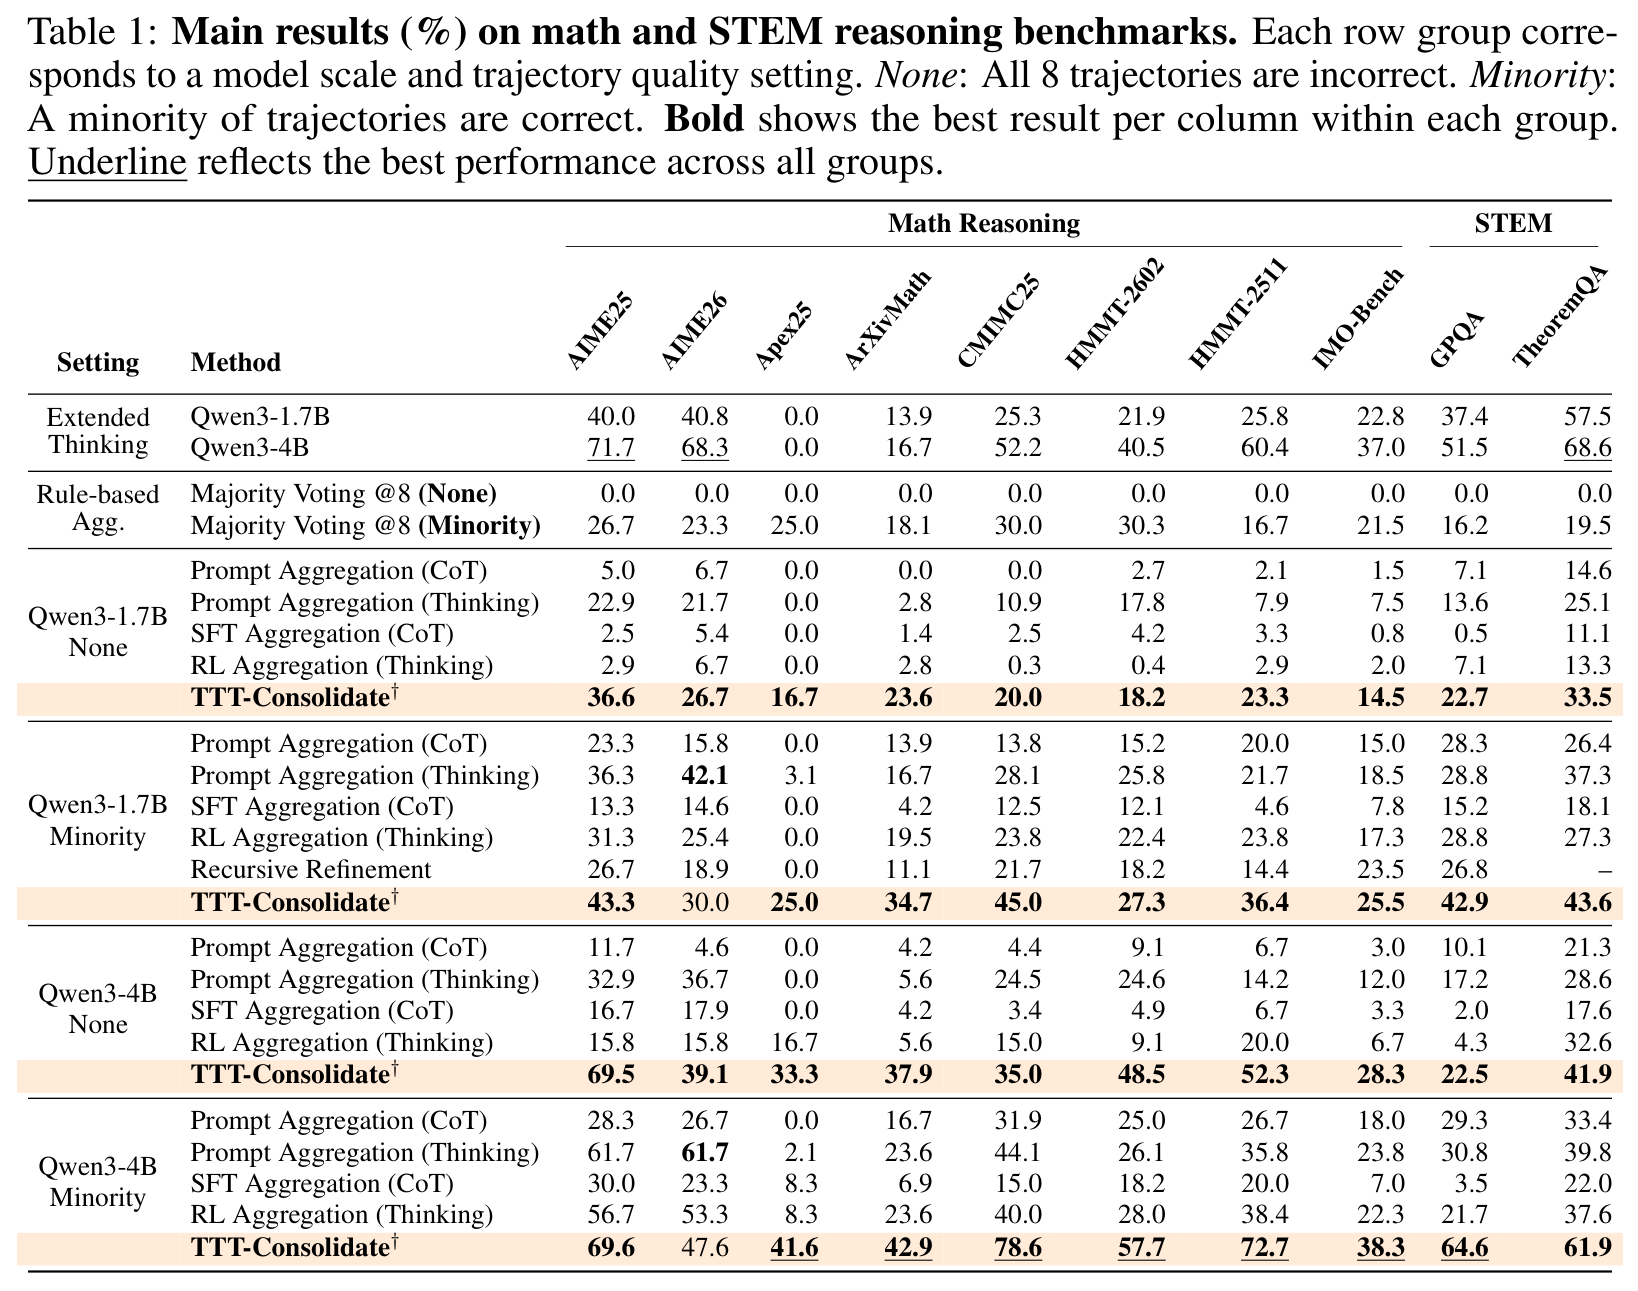 Table 1: Main results (%) on math and STEM reasoning benchmarks. Each row group corre-
sponds to a model scale and trajectory quality setting. None: All 8 trajectories are incorrect. Minority:
A minority of trajectories are correct. Bold shows the best result per column within each group.
Underline reflects the best performance across all groups.
Math Reasoning STEM
Setting Method AIME25 AIME26 Apex25 ArXivMath CMIMC25 HMMT-2602 HMMT-2511 IMO-Bench GPQA TheoremQA
Extended Thinking
Qwen3-1.7B 40.0 40.8 0.0 13.9 25.3 21.9 25.8 22.8 37.4 57.5
Qwen3-4B 71.7 68.3 0.0 16.7 52.2 40.5 60.4 37.0 51.5 68.6
Rule-based Agg.
Majority Voting @8 (None) 0.0 0.0 0.0 0.0 0.0 0.0 0.0 0.0 0.0 0.0
Majority Voting @8 (Minority) 26.7 23.3 25.0 18.1 30.0 30.3 16.7 21.5 16.2 19.5
Qwen3-1.7B None
Prompt Aggregation (CoT) 5.0 6.7 0.0 0.0 0.0 2.7 2.1 1.5 7.1 14.6
Prompt Aggregation (Thinking) 22.9 21.7 0.0 2.8 10.9 17.8 7.9 7.5 13.6 25.1
SFT Aggregation (CoT) 2.5 5.4 0.0 1.4 2.5 4.2 3.3 0.8 0.5 11.1
RL Aggregation (Thinking) 2.9 6.7 0.0 2.8 0.3 0.4 2.9 2.0 7.1 13.3
TTT-Consolidate† 36.6 26.7 16.7 23.6 20.0 18.2 23.3 14.5 22.7 33.5
Qwen3-1.7B Minority
Prompt Aggregation (CoT) 23.3 15.8 0.0 13.9 13.8 15.2 20.0 15.0 28.3 26.4
Prompt Aggregation (Thinking) 36.3 42.1 3.1 16.7 28.1 25.8 21.7 18.5 28.8 37.3
SFT Aggregation (CoT) 13.3 14.6 0.0 4.2 12.5 12.1 4.6 7.8 15.2 18.1
RL Aggregation (Thinking) 31.3 25.4 0.0 19.5 23.8 22.4 23.8 17.3 28.8 27.3
Recursive Refinement 26.7 18.9 0.0 11.1 21.7 18.2 14.4 23.5 26.8 –
TTT-Consolidate† 43.3 30.0 25.0 34.7 45.0 27.3 36.4 25.5 42.9 43.6
Qwen3-4B None
Prompt Aggregation (CoT) 11.7 4.6 0.0 4.2 4.4 9.1 6.7 3.0 10.1 21.3
Prompt Aggregation (Thinking) 32.9 36.7 0.0 5.6 24.5 24.6 14.2 12.0 17.2 28.6
SFT Aggregation (CoT) 16.7 17.9 0.0 4.2 3.4 4.9 6.7 3.3 2.0 17.6
RL Aggregation (Thinking) 15.8 15.8 16.7 5.6 15.0 9.1 20.0 6.7 4.3 32.6
TTT-Consolidate† 69.5 39.1 33.3 37.9 35.0 48.5 52.3 28.3 22.5 41.9
Qwen3-4B Minority
Prompt Aggregation (CoT) 28.3 26.7 0.0 16.7 31.9 25.0 26.7 18.0 29.3 33.4
Prompt Aggregation (Thinking) 61.7 61.7 2.1 23.6 44.1 26.1 35.8 23.8 30.8 39.8
SFT Aggregation (CoT) 30.0 23.3 8.3 6.9 15.0 18.2 20.0 7.0 3.5 22.0
RL Aggregation (Thinking) 56.7 53.3 8.3 23.6 40.0 28.0 38.4 22.3 21.7 37.6
TTT-Consolidate† 69.6 47.6 41.6 42.9 78.6 57.7 72.7 38.3 64.6 61.9